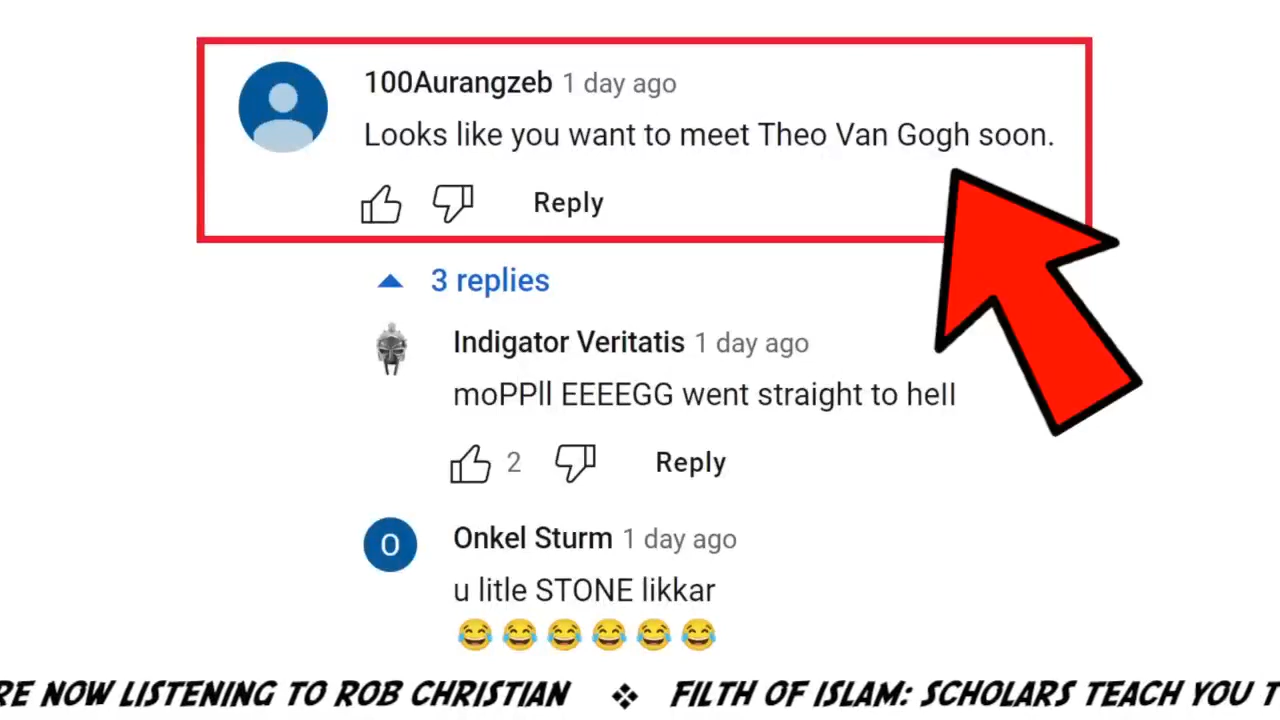 100Aurangzeb 1 day ago
Looks like you want to meet Theo Van Gogh soon.
Reply
3 replies
Indigator Veritatis 1 day ago
moPPll EEEEGG went straight to hell
2 Reply
O
Onkel Sturm 1 day ago
u litle STONE likkar
😂😂😂😂😂😂
RE NOW LISTENING TO ROB CHRISTIAN ❖ FILTH OF ISLAM: SCHOLARS TEACH YOU T